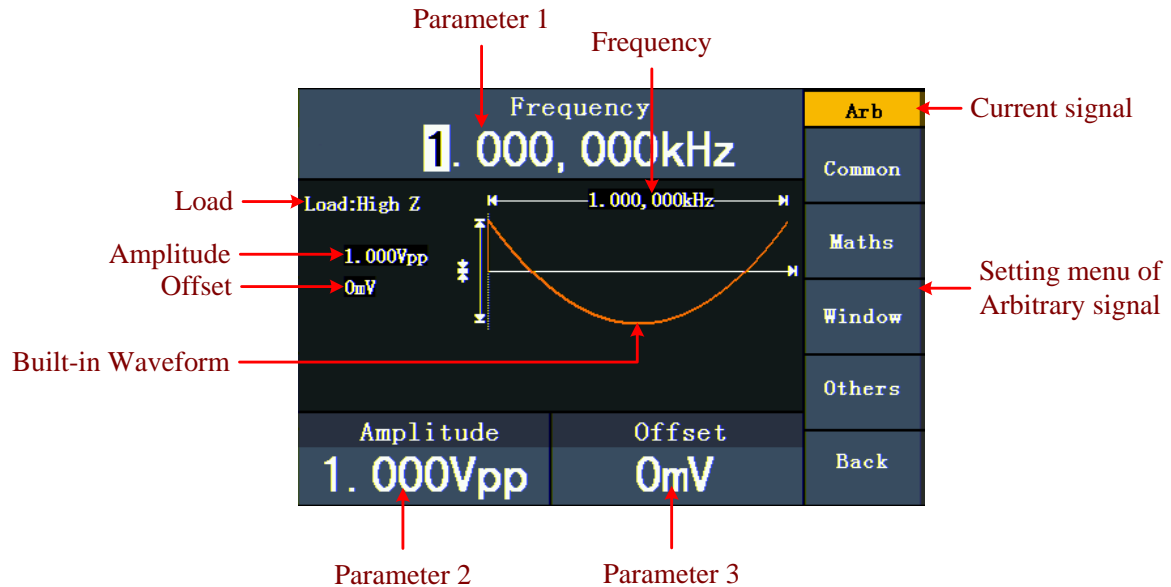 Parameter 1
Frequency
Frequency
1.000,000kHz
Arb
Current signal
Common
Load
Load:High Z
1.000,000kHz
Maths
Amplitude
1.000Vpp
Offset
0mV
Setting menu of
Arbitrary signal
Window
Built-in Waveform
Others
Amplitude
Offset
Back
1.000Vpp
0mV
Parameter 2
Parameter 3